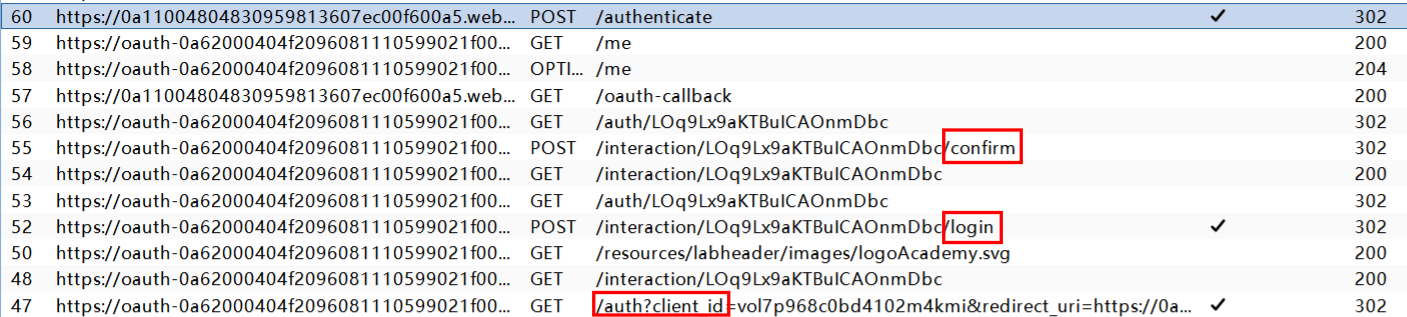 60 https://0a11004804830959813607ec00f600a5.web... POST /authenticate ✓ 302
59 https://oauth-0a62000404f2096081110599021f00... GET /me 200
58 https://oauth-0a62000404f2096081110599021f00... OPTI... /me 204
57 https://0a11004804830959813607ec00f600a5.web... GET /oauth-callback 200
56 https://oauth-0a62000404f2096081110599021f00... GET /auth/LOq9Lx9aKTBuICAOnmDbc 302
55 https://oauth-0a62000404f2096081110599021f00... POST /interaction/LOq9Lx9aKTBuICAOnmDbc/confirm 302
54 https://oauth-0a62000404f2096081110599021f00... GET /interaction/LOq9Lx9aKTBuICAOnmDbc 200
53 https://oauth-0a62000404f2096081110599021f00... GET /auth/LOq9Lx9aKTBuICAOnmDbc 302
52 https://oauth-0a62000404f2096081110599021f00... POST /interaction/LOq9Lx9aKTBuICAOnmDbc/login ✓ 302
50 https://oauth-0a62000404f2096081110599021f00... GET /resources/labheader/images/logoAcademy.svg 200
48 https://oauth-0a62000404f2096081110599021f00... GET /interaction/LOq9Lx9aKTBuICAOnmDbc 200
47 https://oauth-0a62000404f2096081110599021f00... GET /auth?client_id=vol7p968c0bd4102m4kmi&redirect_uri=https://0a... ✓ 302